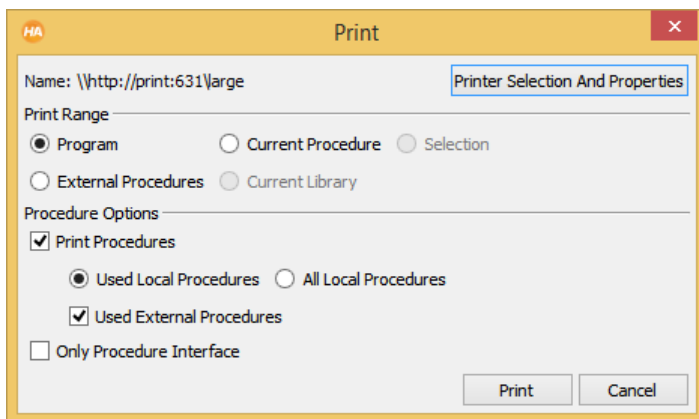 HA
Print
Name: \\http://print:631\large
Printer Selection And Properties
Print Range
Program
Current Procedure
Selection
External Procedures
Current Library
Procedure Options
Print Procedures
Used Local Procedures
All Local Procedures
Used External Procedures
Only Procedure Interface
Print
Cancel